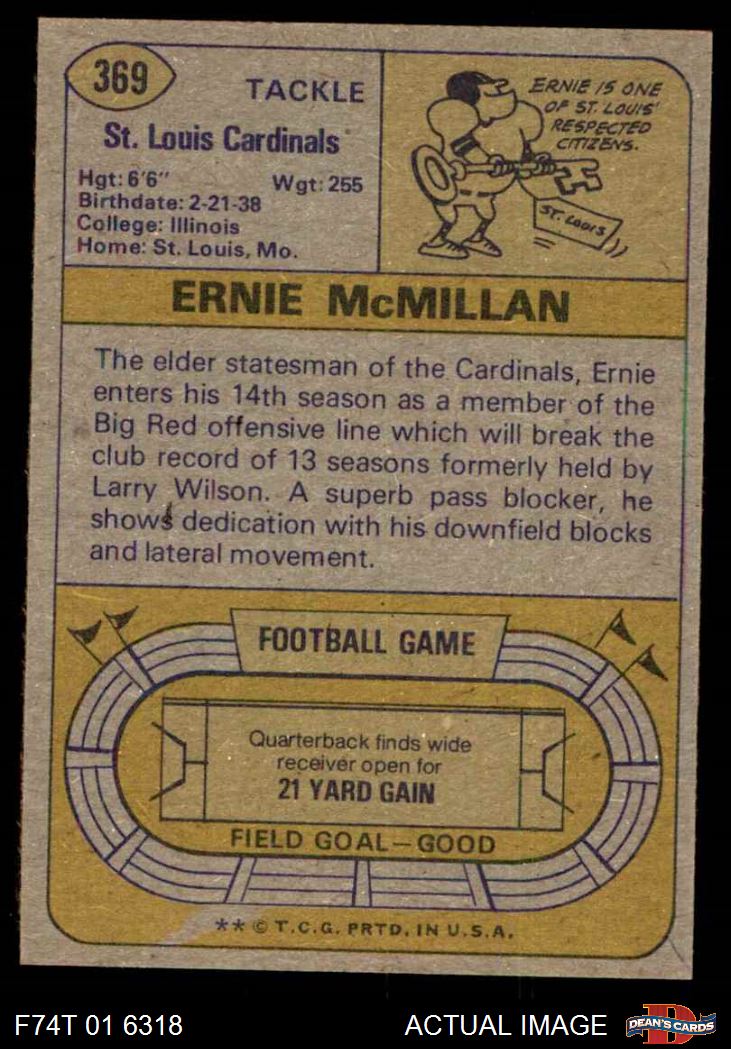 369
TACKLE
St. Louis Cardinals
Hgt: 6'6" Wgt: 255
Birthdate: 2-21-38
College: Illinois
Home: St. Louis, Mo.
ERNIE IS ONE
OF ST. LOUIS'
RESPECTED
CITIZENS.
ST. LOUIS
ERNIE McMILLAN
The elder statesman of the Cardinals, Ernie
enters his 14th season as a member of the
Big Red offensive line which will break the
club record of 13 seasons formerly held by
Larry Wilson. A superb pass blocker, he
shows dedication with his downfield blocks
and lateral movement.
FOOTBALL GAME
Quarterback finds wide
receiver open for
21 YARD GAIN
FIELD GOAL—GOOD
** © T.C.G. PRTD. IN U.S.A.
F74T 01 6318 ACTUAL IMAGE
DEAN'S CARDS